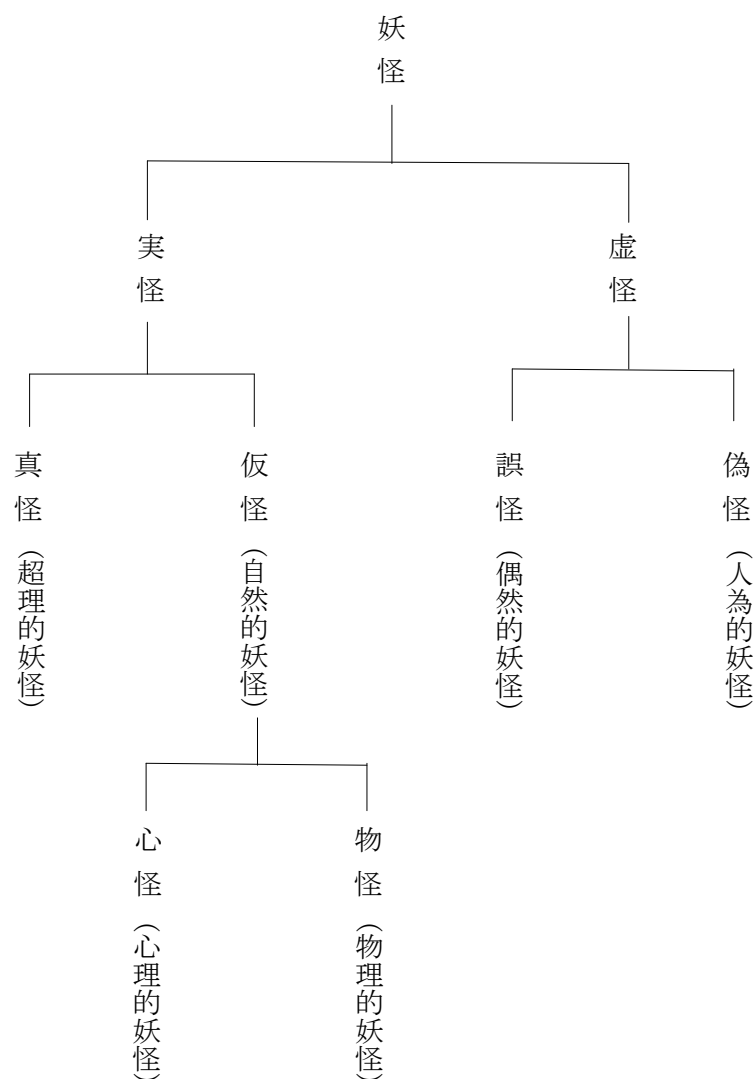 妖怪
虚怪
実怪
偽怪（人為的妖怪）
誤怪（偶然的妖怪）
仮怪（自然的妖怪）
真怪（超理的妖怪）
物怪（物理的妖怪）
心怪（心理的妖怪）